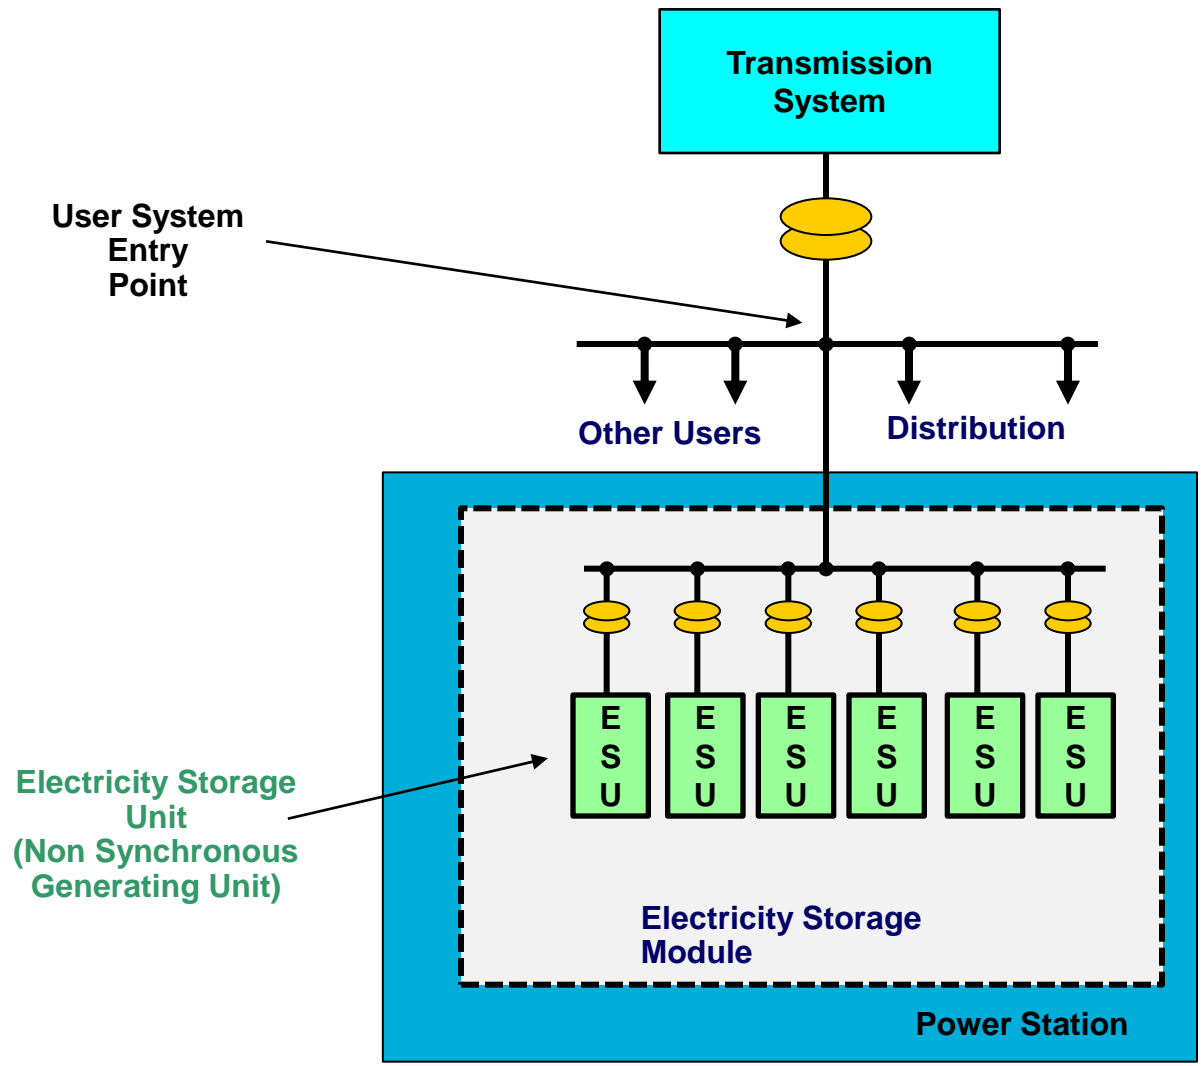 Transmission
System
User System
Entry
Point
Other Users
Distribution
E E E E E E
S S S S S S
U U U U U U
Electricity Storage
Unit
(Non Synchronous
Generating Unit)
Electricity Storage
Module
Power Station